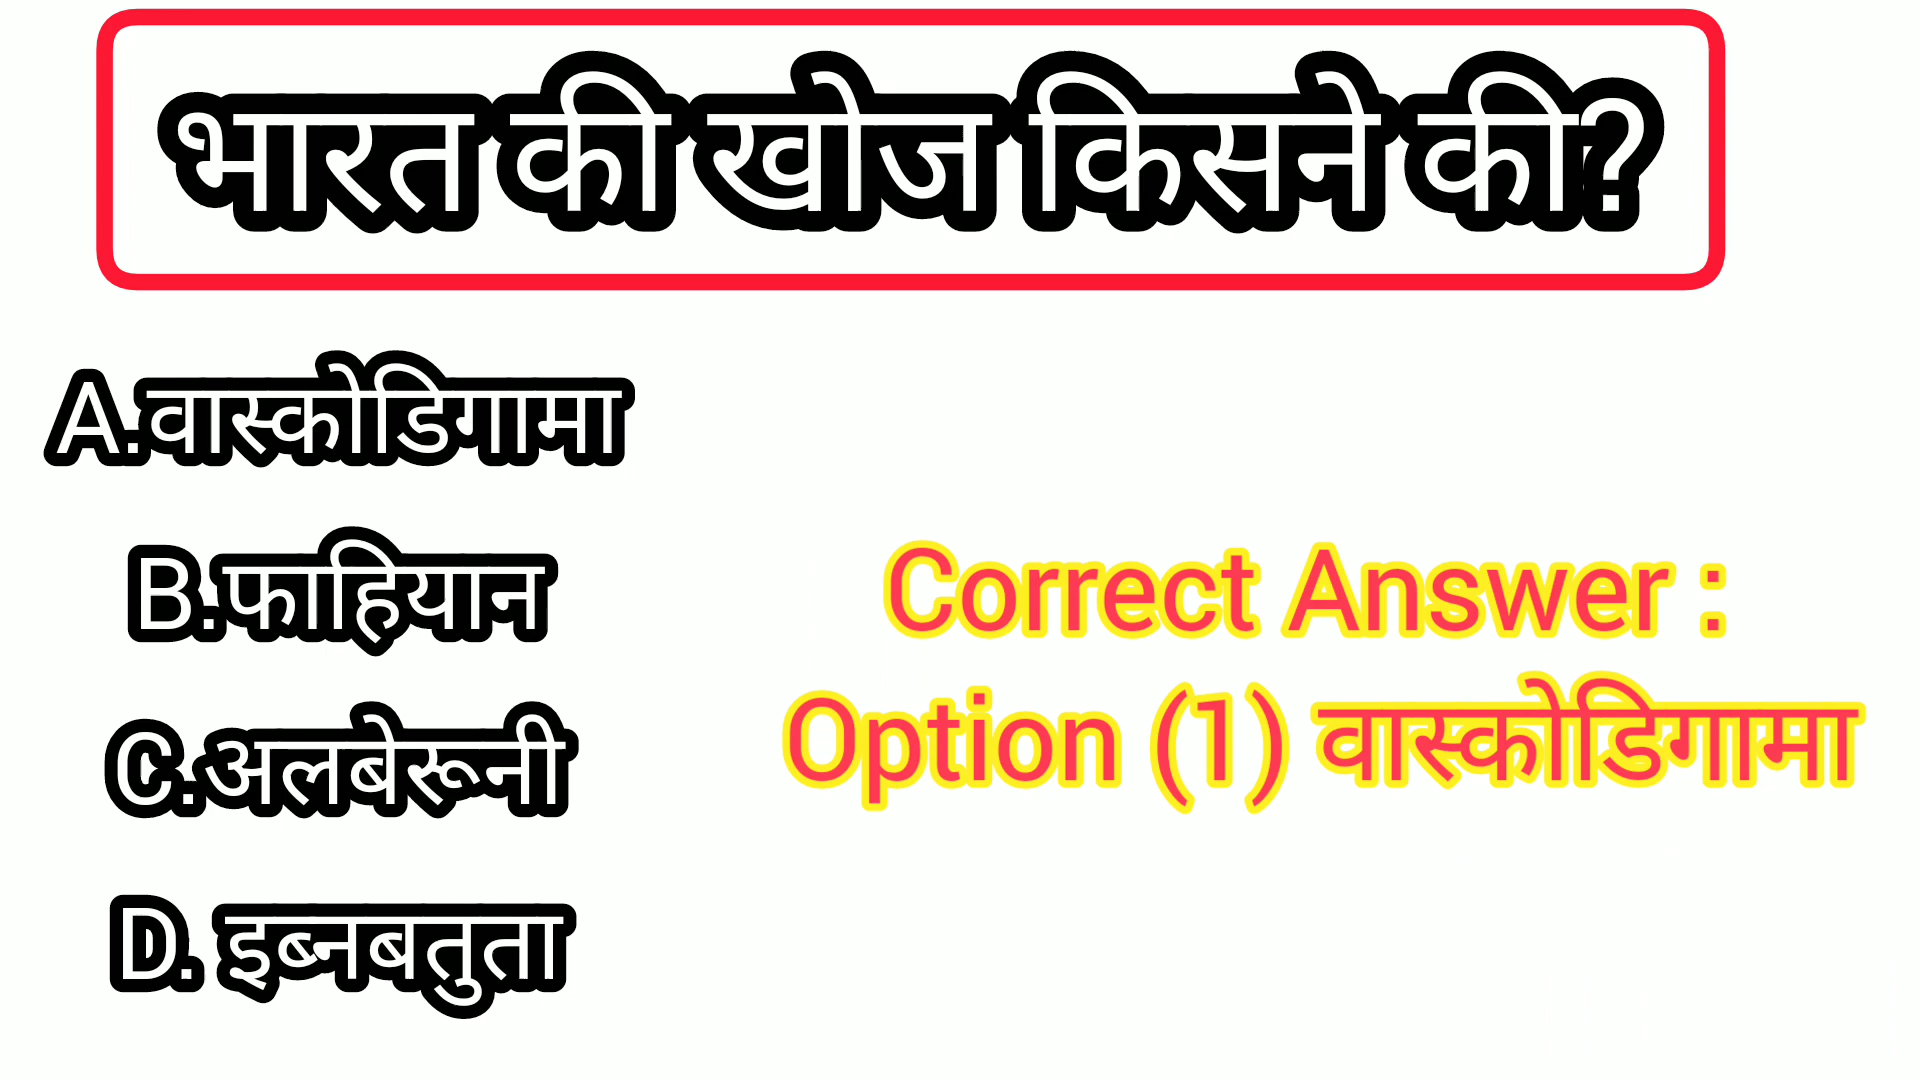 भारत की खोज किसने की?
A.वास्कोडिगामा
B.फाहियान
C.अलबेरूनी
D. इब्नबतुता
Correct Answer :
Option (1) वास्कोडिगामा